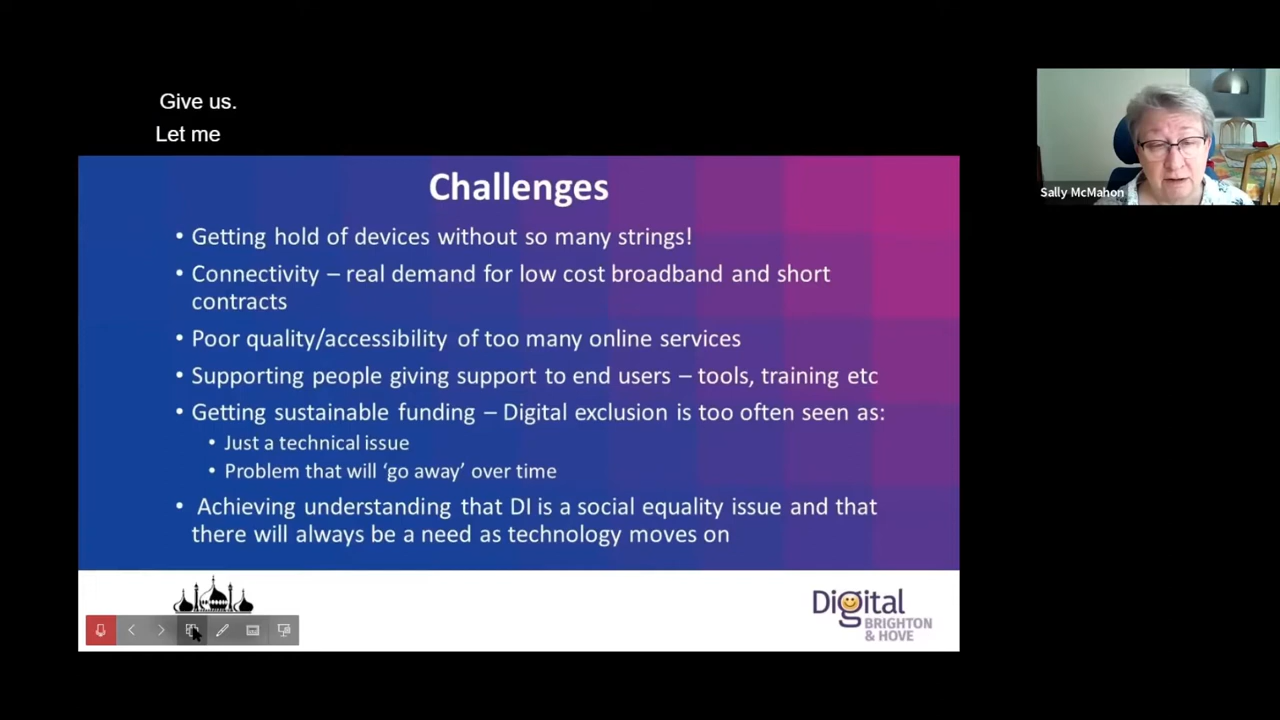 Give us.
Let me
Sally McMahon
Challenges
• Getting hold of devices without so many strings!
• Connectivity – real demand for low cost broadband and short
contracts
• Poor quality/accessibility of too many online services
• Supporting people giving support to end users – tools, training etc
• Getting sustainable funding – Digital exclusion is too often seen as:
• Just a technical issue
• Problem that will ‘go away’ over time
• Achieving understanding that DI is a social equality issue and that
there will always be a need as technology moves on
Digital
BRIGHTON
& HOVE